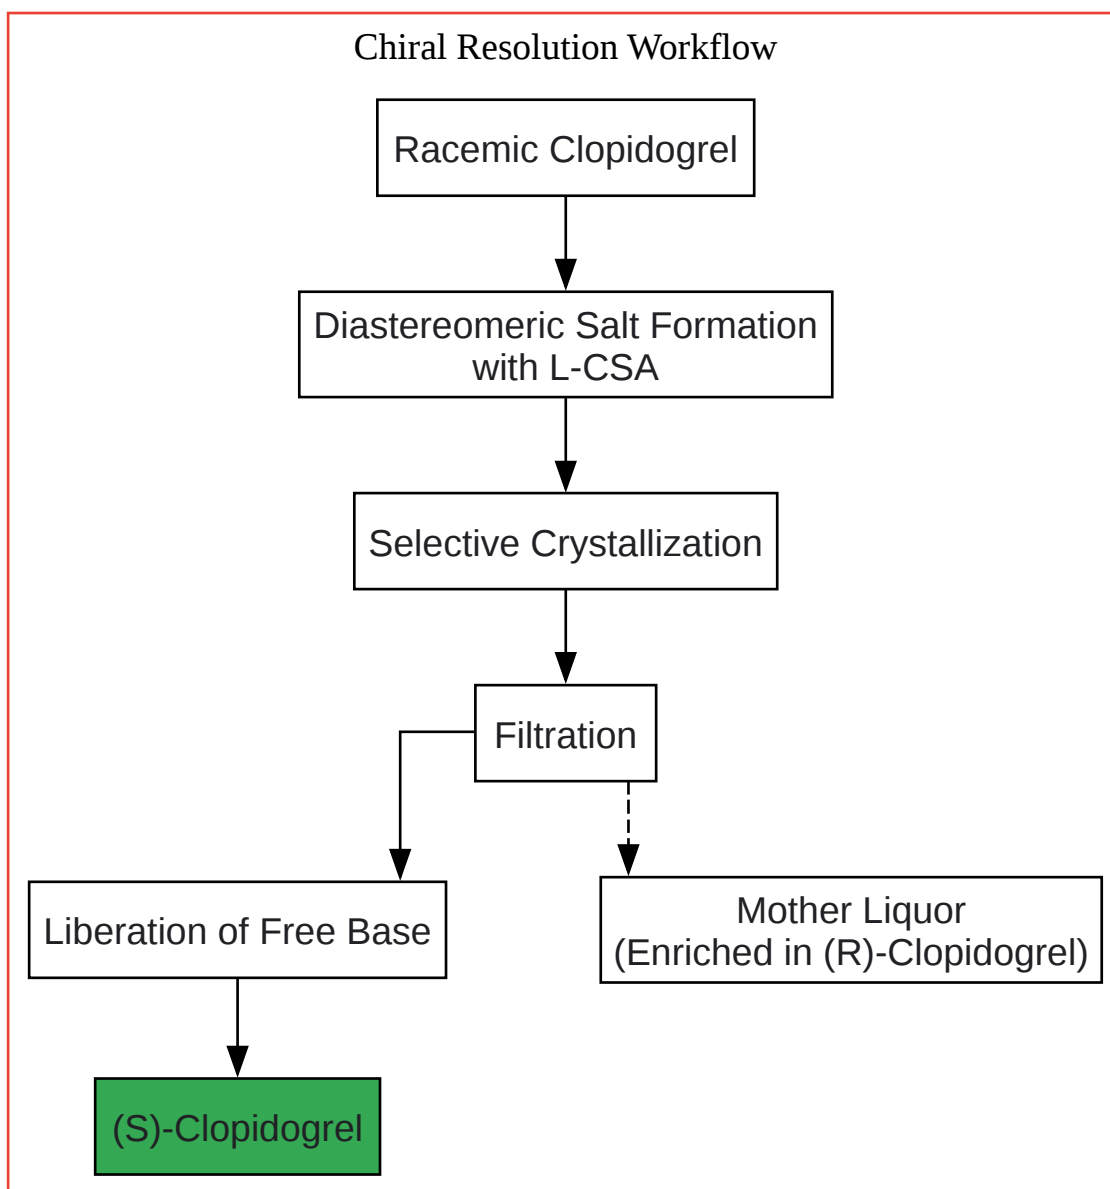 Chiral Resolution Workflow
Racemic Clopidogrel
Diastereomeric Salt Formation
with L-CSA
Selective Crystallization
Filtration
Liberation of Free Base
Mother Liquor
(Enriched in (R)-Clopidogrel)
(S)-Clopidogrel